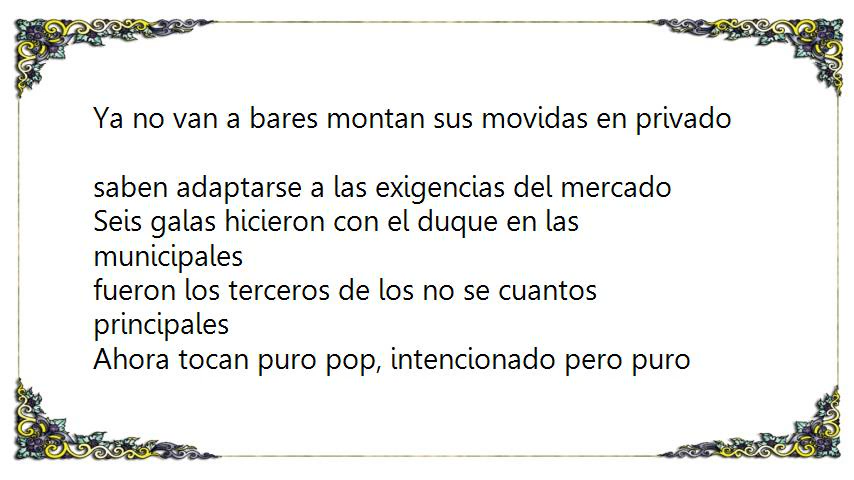 Ya no van a bares montan sus movidas en privado
saben adaptarse a las exigencias del mercado
Seis galas hicieron con el duque en las
municipales
fueron los terceros de los no se cuantos
principales
Ahora tocan puro pop, intencionado pero puro